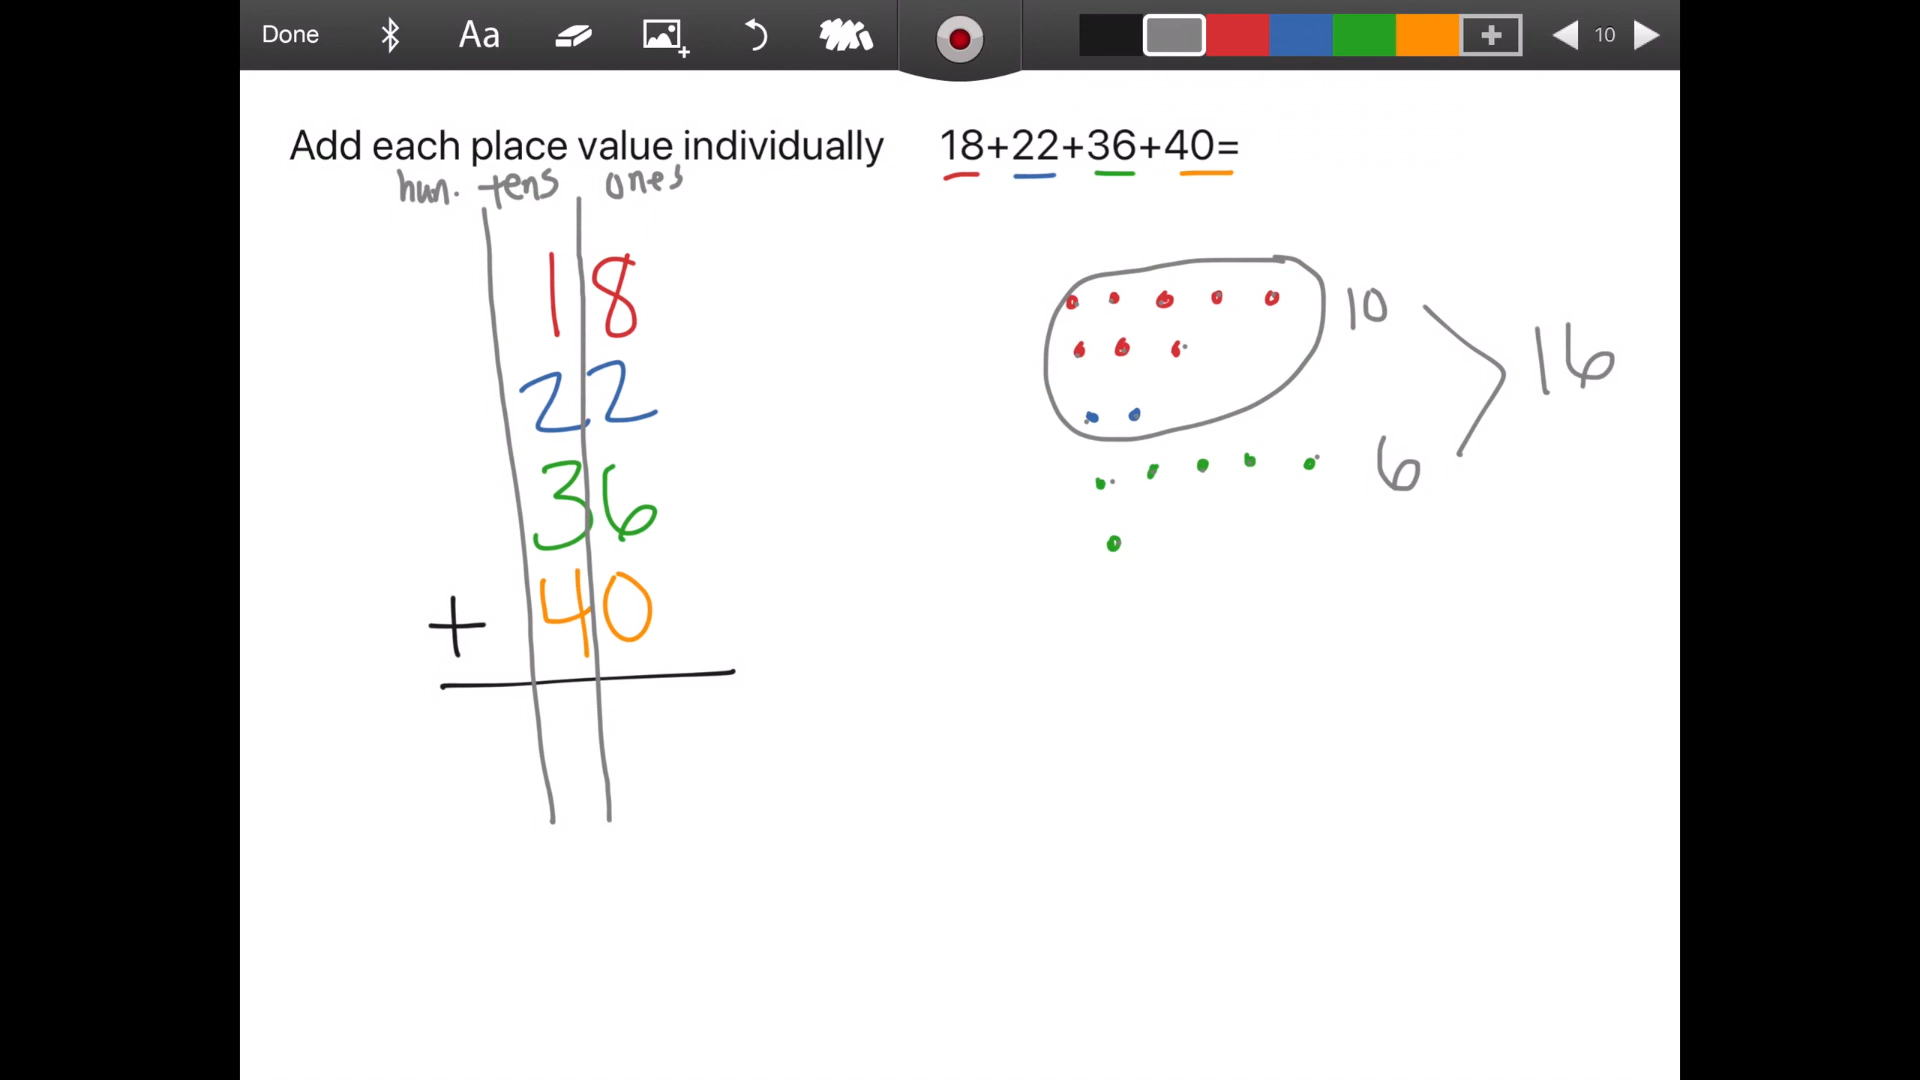 Done Aa 10
Add each place value individually 18+22+36+40=
hun. tens ones
18
22
36
+ 40
10
6
16